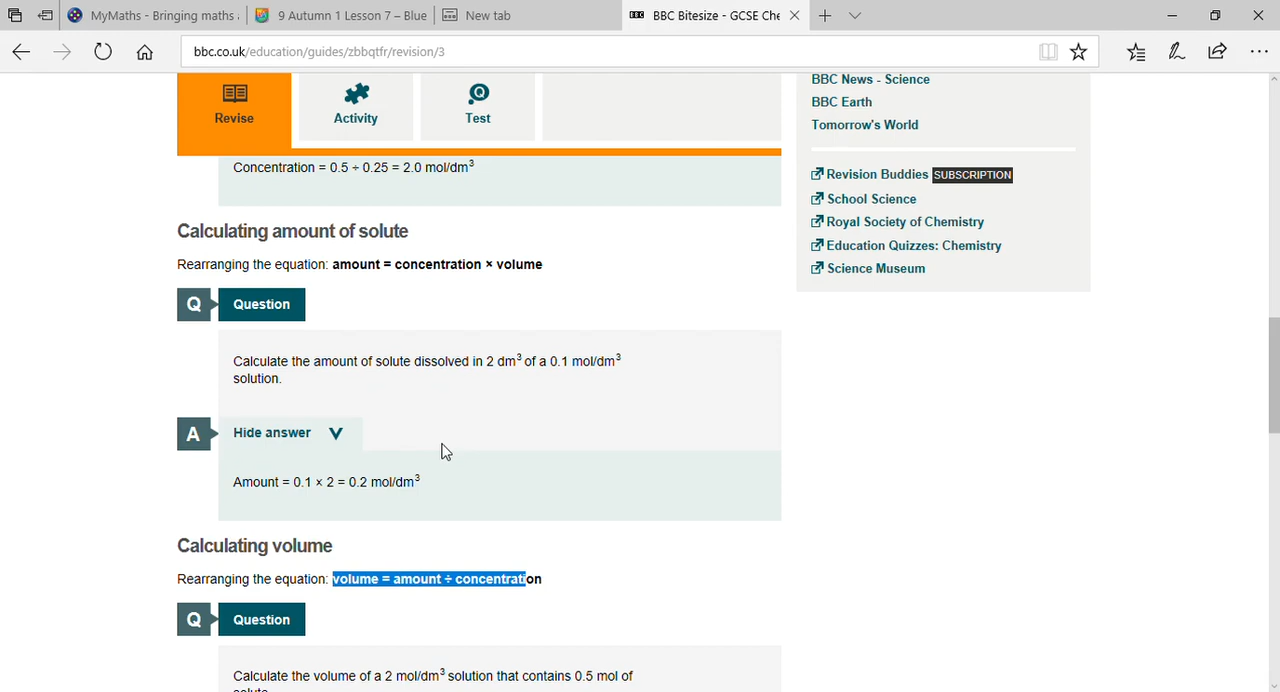 MyMaths - Bringing maths
9 Autumn 1 Lesson 7 – Blue
New tab
BBC Bitesize - GCSE Che
bbc.co.uk/education/guides/zbbqtfr/revision/3
Revise
Activity
Test
BBC News - Science
BBC Earth
Tomorrow's World
Revision Buddies SUBSCRIPTION
School Science
Royal Society of Chemistry
Education Quizzes: Chemistry
Science Museum
Concentration = 0.5 ÷ 0.25 = 2.0 mol/dm³
Calculating amount of solute
Rearranging the equation: amount = concentration × volume
Q Question
Calculate the amount of solute dissolved in 2 dm³ of a 0.1 mol/dm³
solution.
A Hide answer
Amount = 0.1 × 2 = 0.2 mol/dm³
Calculating volume
Rearranging the equation: volume = amount ÷ concentration
Q Question
Calculate the volume of a 2 mol/dm³ solution that contains 0.5 mol of